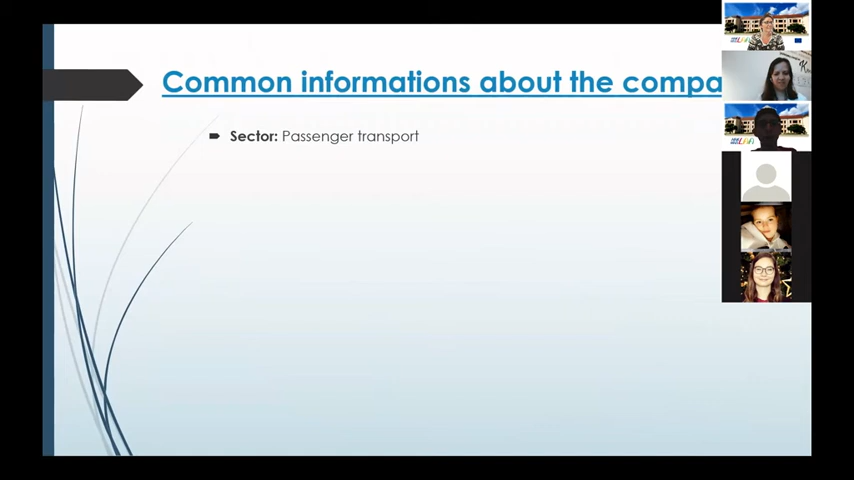 Common informations about the compa
Sector: Passenger transport